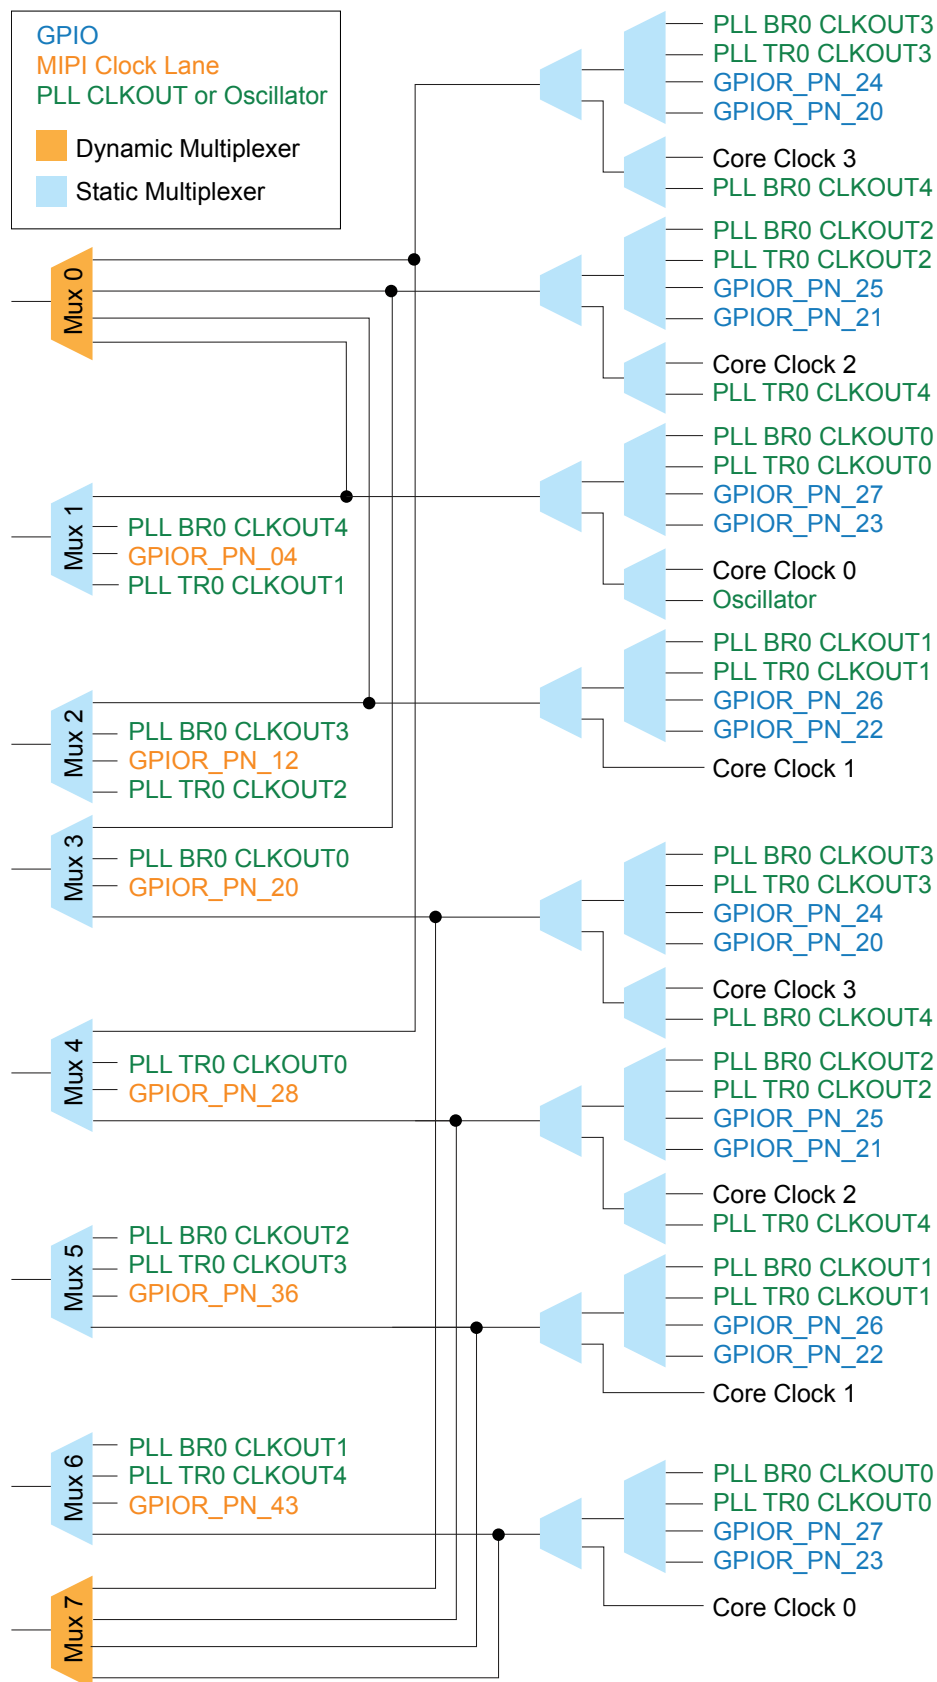 GPIO
MIPI Clock Lane
PLL CLKOUT or Oscillator
Dynamic Multiplexer
Static Multiplexer
PLL BR0 CLKOUT3
PLL TR0 CLKOUT3
GPIOR_PN_24
GPIOR_PN_20
Core Clock 3
PLL BR0 CLKOUT4
Mux 0
PLL BR0 CLKOUT2
PLL TR0 CLKOUT2
GPIOR_PN_25
GPIOR_PN_21
Core Clock 2
PLL TR0 CLKOUT4
PLL BR0 CLKOUT0
PLL TR0 CLKOUT0
GPIOR_PN_27
GPIOR_PN_23
Core Clock 0
Oscillator
Mux 1
PLL BR0 CLKOUT4
GPIOR_PN_04
PLL TR0 CLKOUT1
PLL BR0 CLKOUT1
PLL TR0 CLKOUT1
GPIOR_PN_26
GPIOR_PN_22
Core Clock 1
Mux 2
PLL BR0 CLKOUT3
GPIOR_PN_12
PLL TR0 CLKOUT2
Mux 3
PLL BR0 CLKOUT0
GPIOR_PN_20
PLL BR0 CLKOUT3
PLL TR0 CLKOUT3
GPIOR_PN_24
GPIOR_PN_20
Core Clock 3
PLL BR0 CLKOUT4
Mux 4
PLL TR0 CLKOUT0
GPIOR_PN_28
PLL BR0 CLKOUT2
PLL TR0 CLKOUT2
GPIOR_PN_25
GPIOR_PN_21
Core Clock 2
PLL TR0 CLKOUT4
Mux 5
PLL BR0 CLKOUT2
PLL TR0 CLKOUT3
GPIOR_PN_36
PLL BR0 CLKOUT1
PLL TR0 CLKOUT1
GPIOR_PN_26
GPIOR_PN_22
Core Clock 1
Mux 6
PLL BR0 CLKOUT1
PLL TR0 CLKOUT4
GPIOR_PN_43
PLL BR0 CLKOUT0
PLL TR0 CLKOUT0
GPIOR_PN_27
GPIOR_PN_23
Core Clock 0
Mux 7